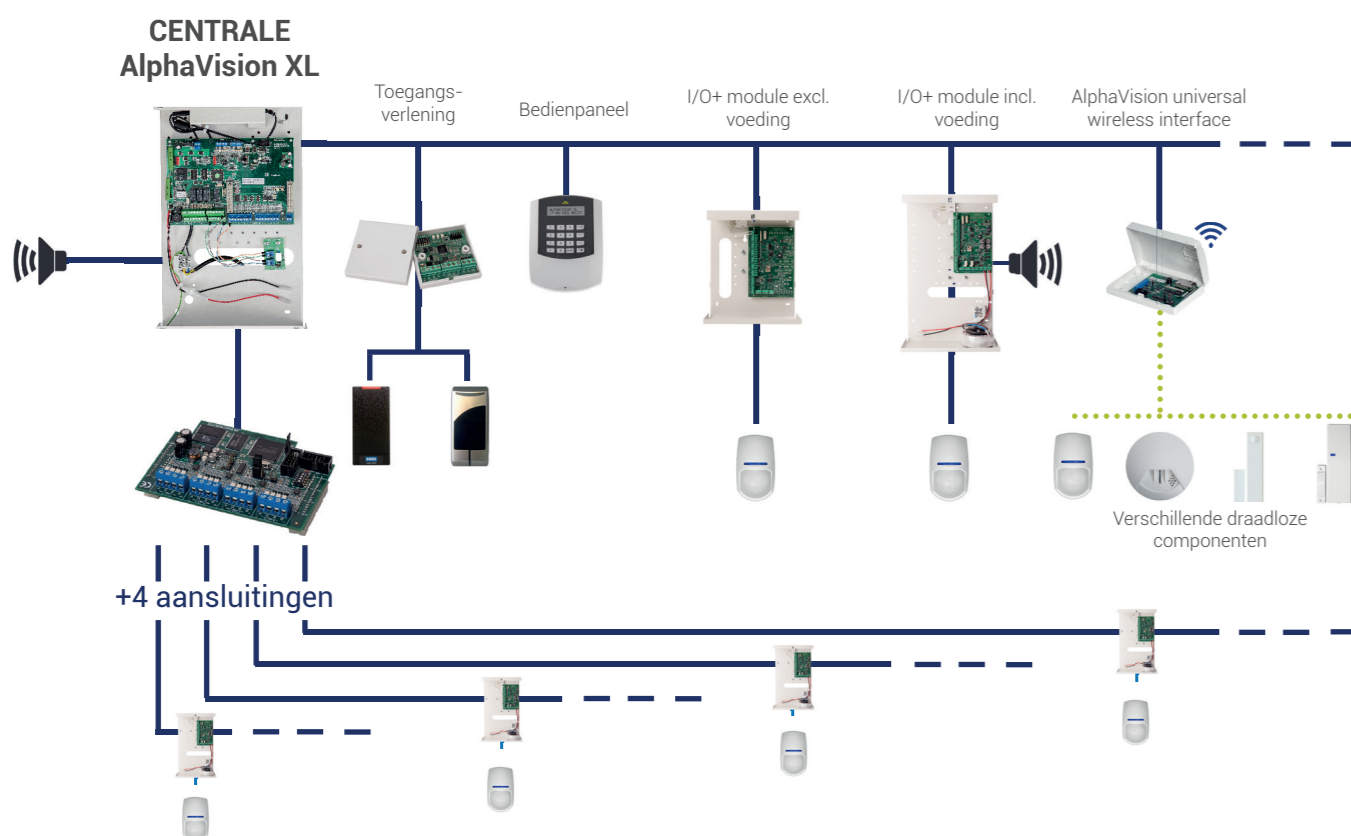 CENTRALE
AlphaVision XL
Toegangs-
verlening
Bedienpaneel
I/O+ module excl.
voeding
I/O+ module incl.
voeding
AlphaVision universal
wireless interface
Verschillende draadloze
componenten
+4 aansluitingen